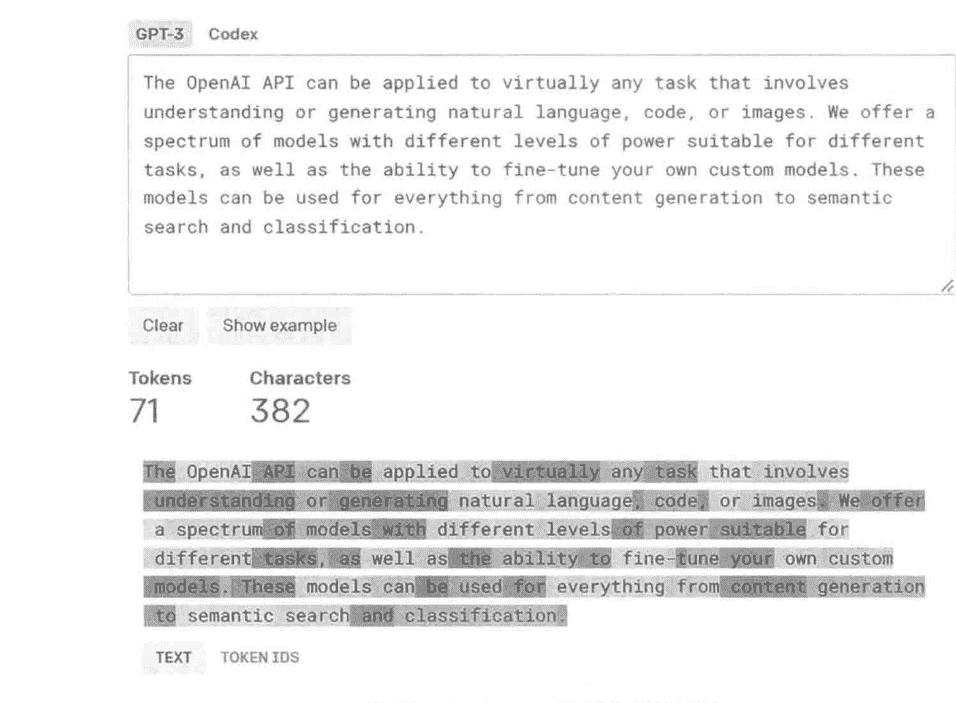 GPT-3 Codex
The OpenAI API can be applied to virtually any task that involves
understanding or generating natural language, code, or images. We offer a
spectrum of models with different levels of power suitable for different
tasks, as well as the ability to fine-tune your own custom models. These
models can be used for everything from content generation to semantic
search and classification.
Clear Show example
Tokens Characters
71 382
The OpenAI API can be applied to virtually any task that involves
understanding or generating natural language, code, or images. We offer
a spectrum of models with different levels of power suitable for
different tasks, as well as the ability to fine-tune your own custom
models. These models can be used for everything from content generation
to semantic search and classification.
TEXT TOKEN IDS